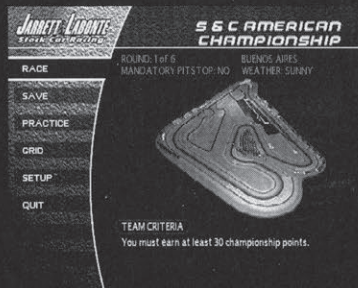 JARRETT & LABONTE
Stock Car Racing
S & C AMERICAN
CHAMPIONSHIP
RACE
SAVE
PRACTICE
GRID
SETUP
QUIT
ROUND: 1 of 6 BUENOS AIRES
MANDATORY PITSTOP: NO WEATHER: SUNNY
TEAM CRITERIA
You must earn at least 30 championship points.